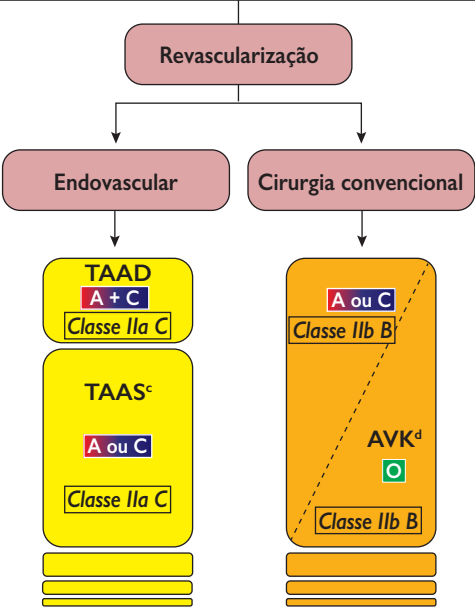 Revascularização
Endovascular
Cirurgia convencional
TAAD
A + C
Classe IIa C
TAASᶜ
A ou C
Classe IIa C
A ou C
Classe IIb B
AVKᵈ
O
Classe IIb B